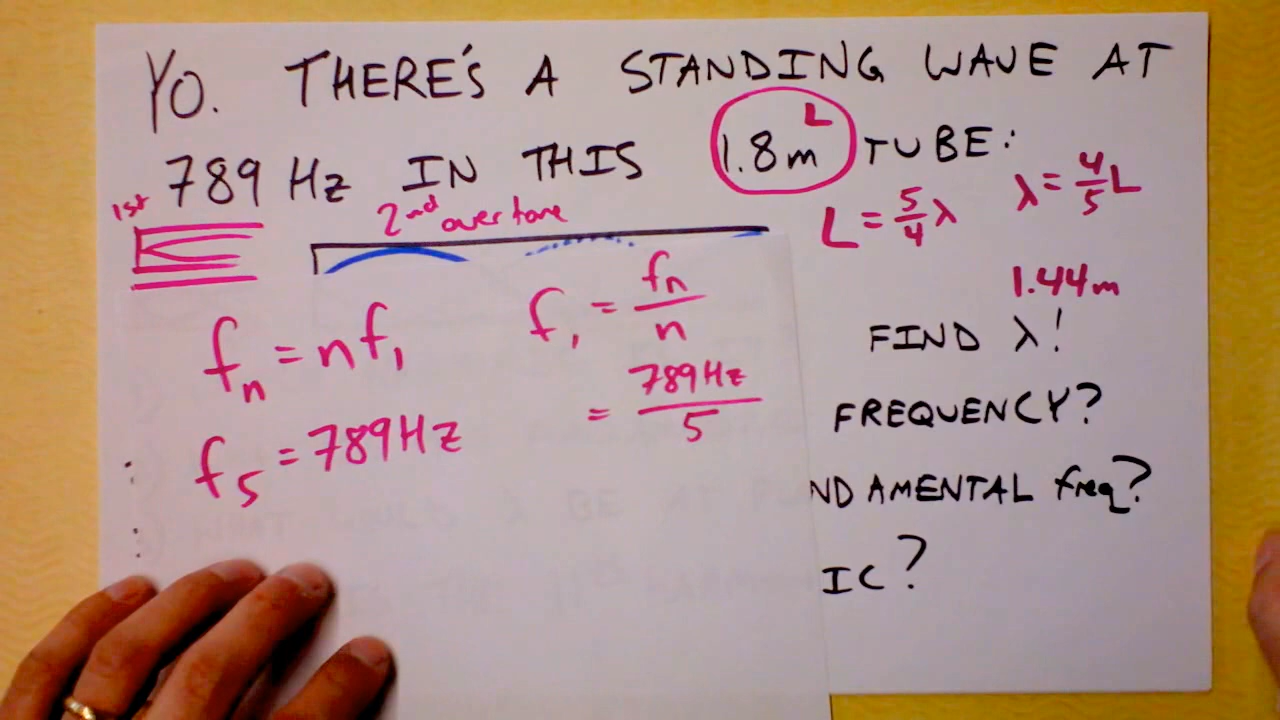 YO. THERE'S A STANDING WAVE AT
789 Hz IN THIS 1.8m L TUBE:
1st
2nd overtone
L = 5/4 λ
λ = 4/5 L
1.44m
fn = nf1
f1 = fn/n
= 789Hz/5
f5 = 789Hz
FIND λ!
FREQUENCY?
NDAMENTAL freq?
IC?